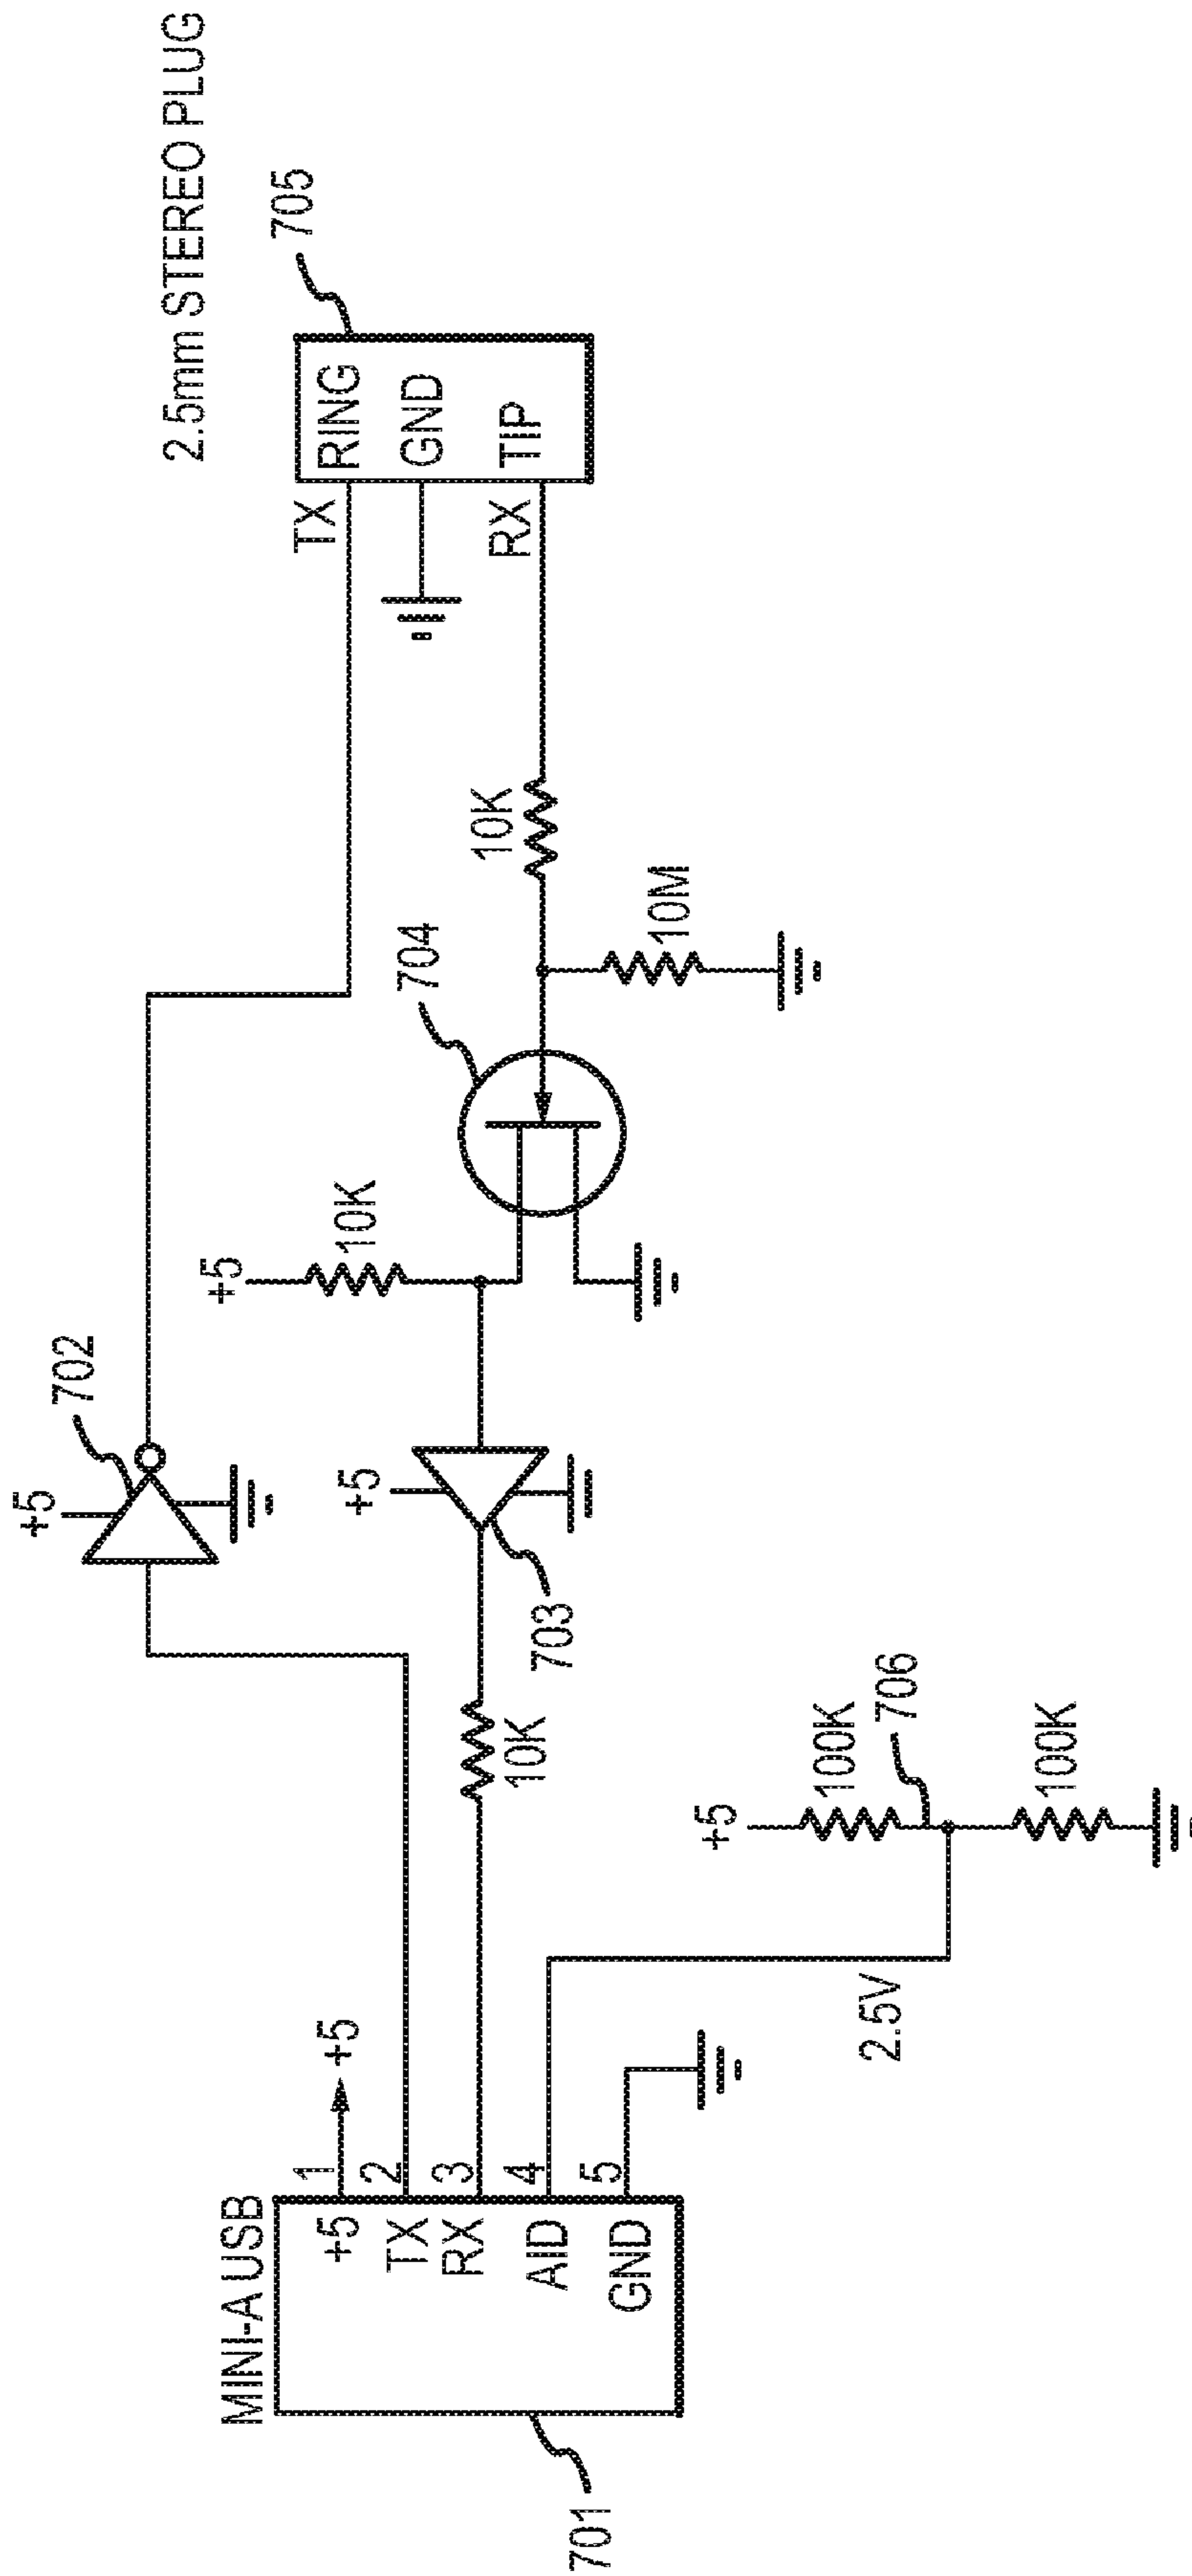 2.5mm STEREO PLUG
705
TX
RING
GND
RX
TIP
+5
702
+5
10K
704
10K
10M
+5
703
10K
MINI-A USB
+5
1
+5
TX
2
RX
3
AID
4
GND
5
701
2.5V
+5
100K
706
100K